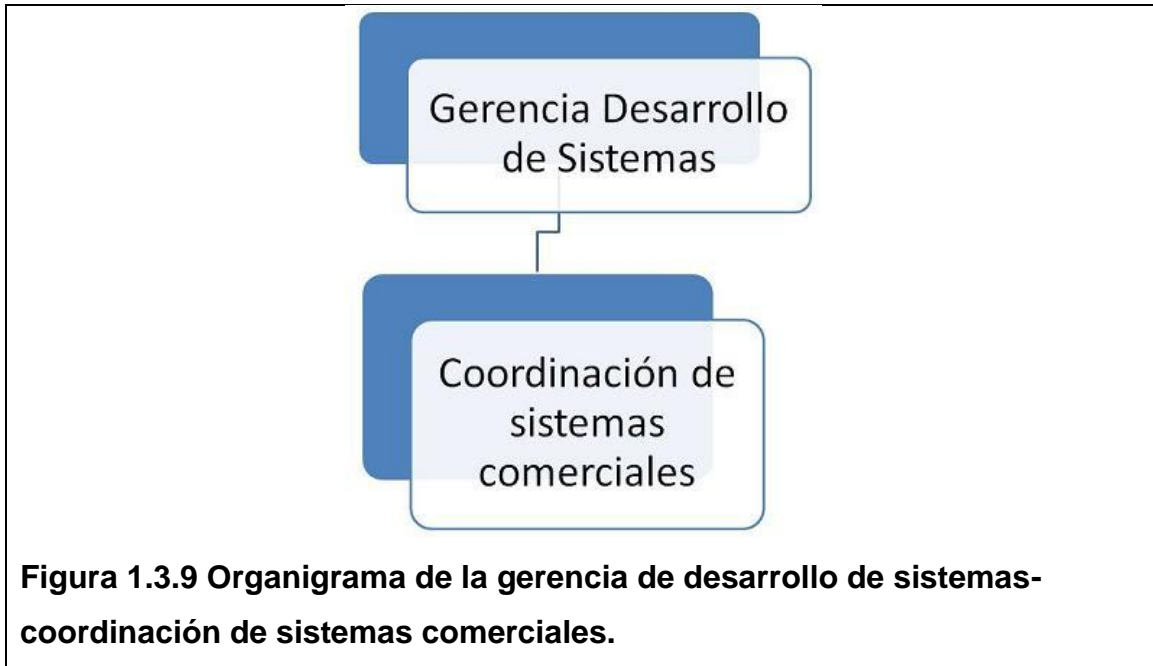 Gerencia Desarrollo
de Sistemas
Coordinación de
sistemas
comerciales
Figura 1.3.9 Organigrama de la gerencia de desarrollo de sistemas-
coordinación de sistemas comerciales.